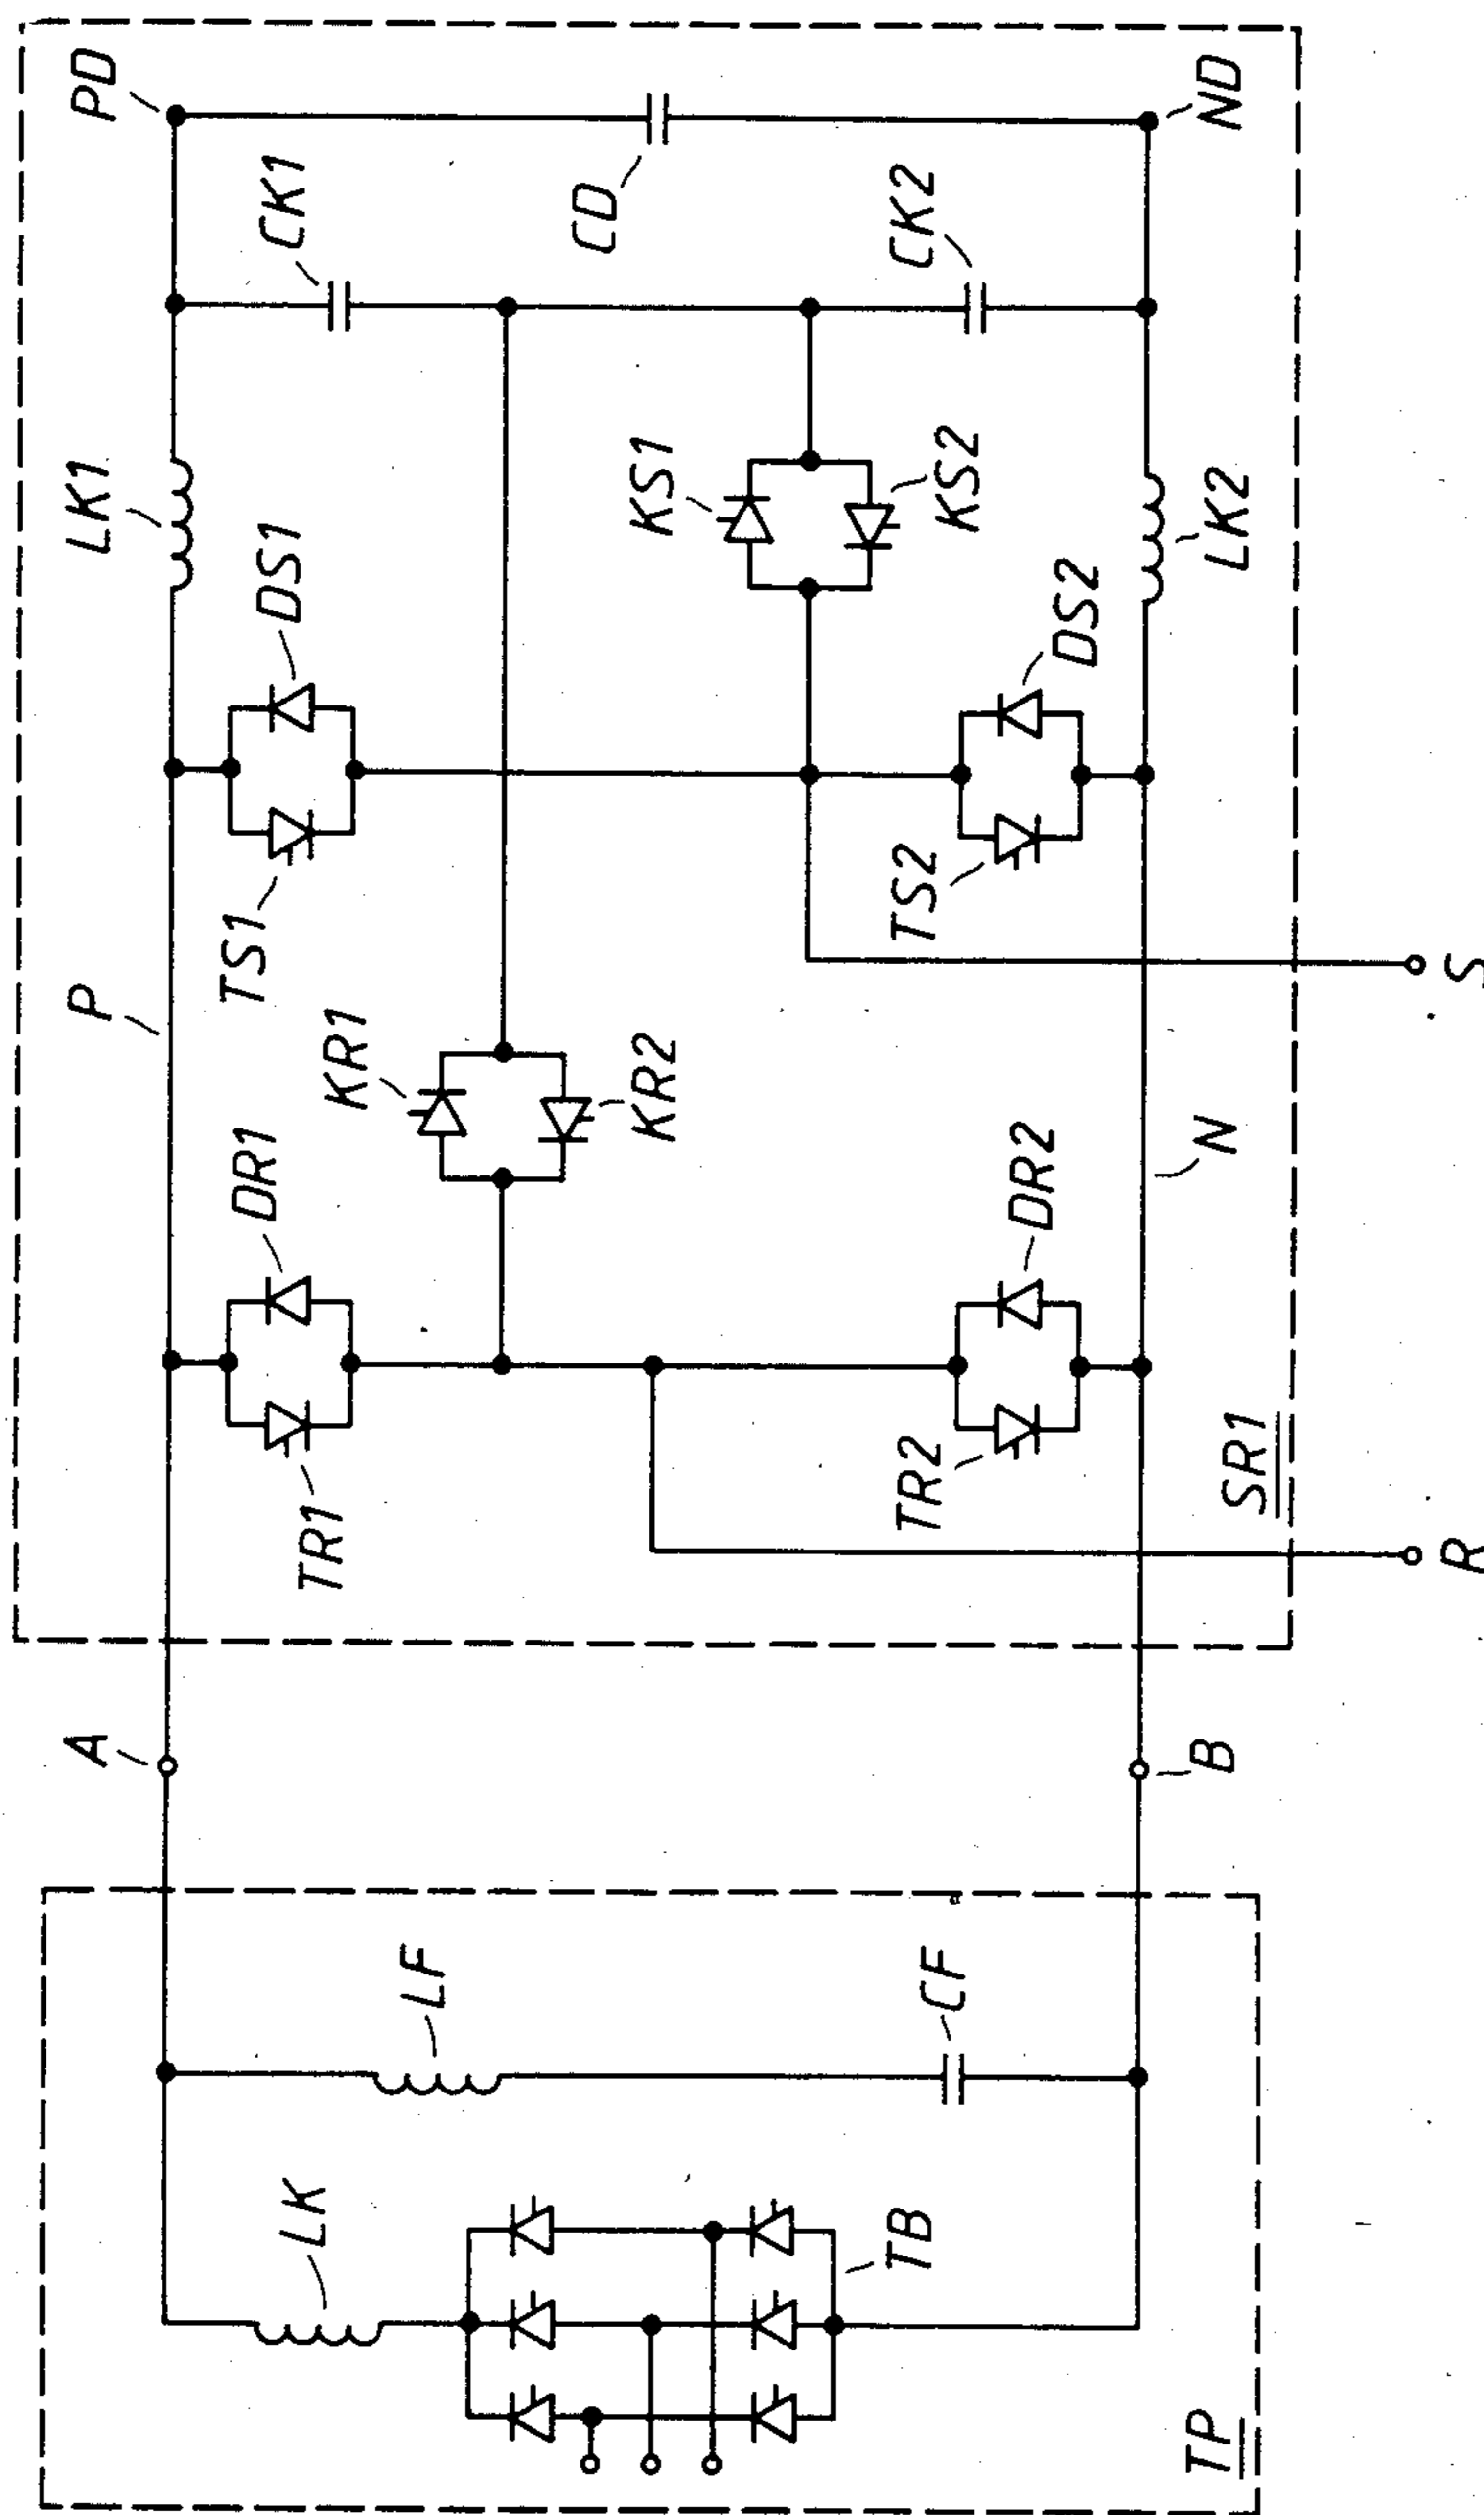 PD
CK1
CD
CK2
ND
LK1
DS1
KS1
KS2
DS2
LK2
TS1
TS2
P
S
KR1
KR2
DR1
DR2
N
TR1
TR2
SR1
R
A
B
LF
CF
LK
TB
TP